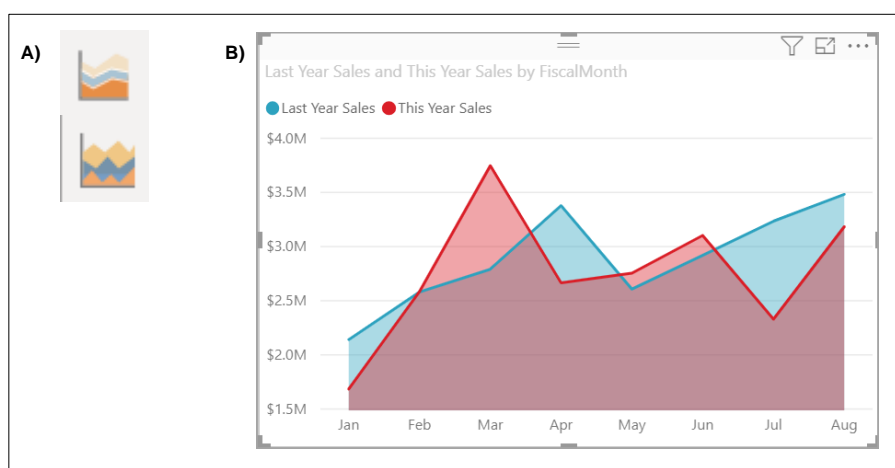 A)
B)
Last Year Sales and This Year Sales by FiscalMonth
Last Year Sales This Year Sales
$4.0M
$3.5M
$3.0M
$2.5M
$2.0M
$1.5M
Jan Feb Mar Apr May Jun Jul Aug